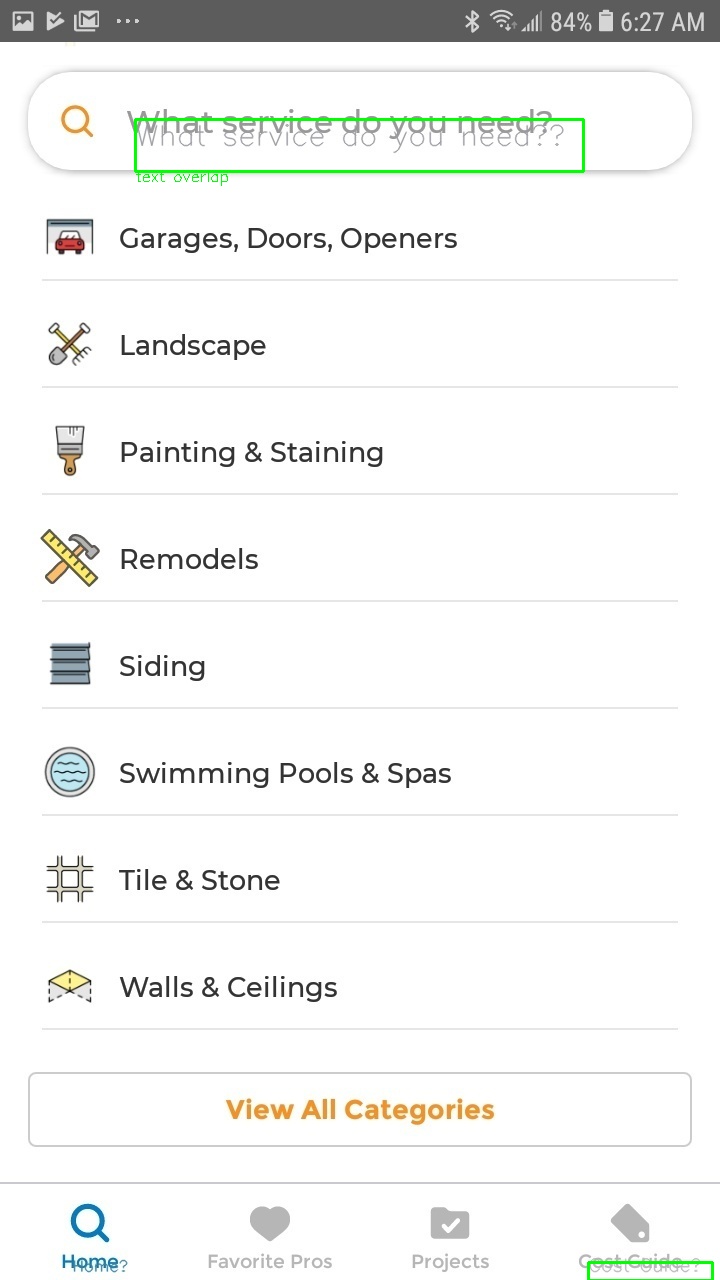 84% 6:27 AM
What service do you need?
What service do you need??
text overlap
Garages, Doors, Openers
Landscape
Painting & Staining
Remodels
Siding
Swimming Pools & Spas
Tile & Stone
Walls & Ceilings
View All Categories
Home Favorite Pros Projects Cost Guide
Home? Cost Guide?